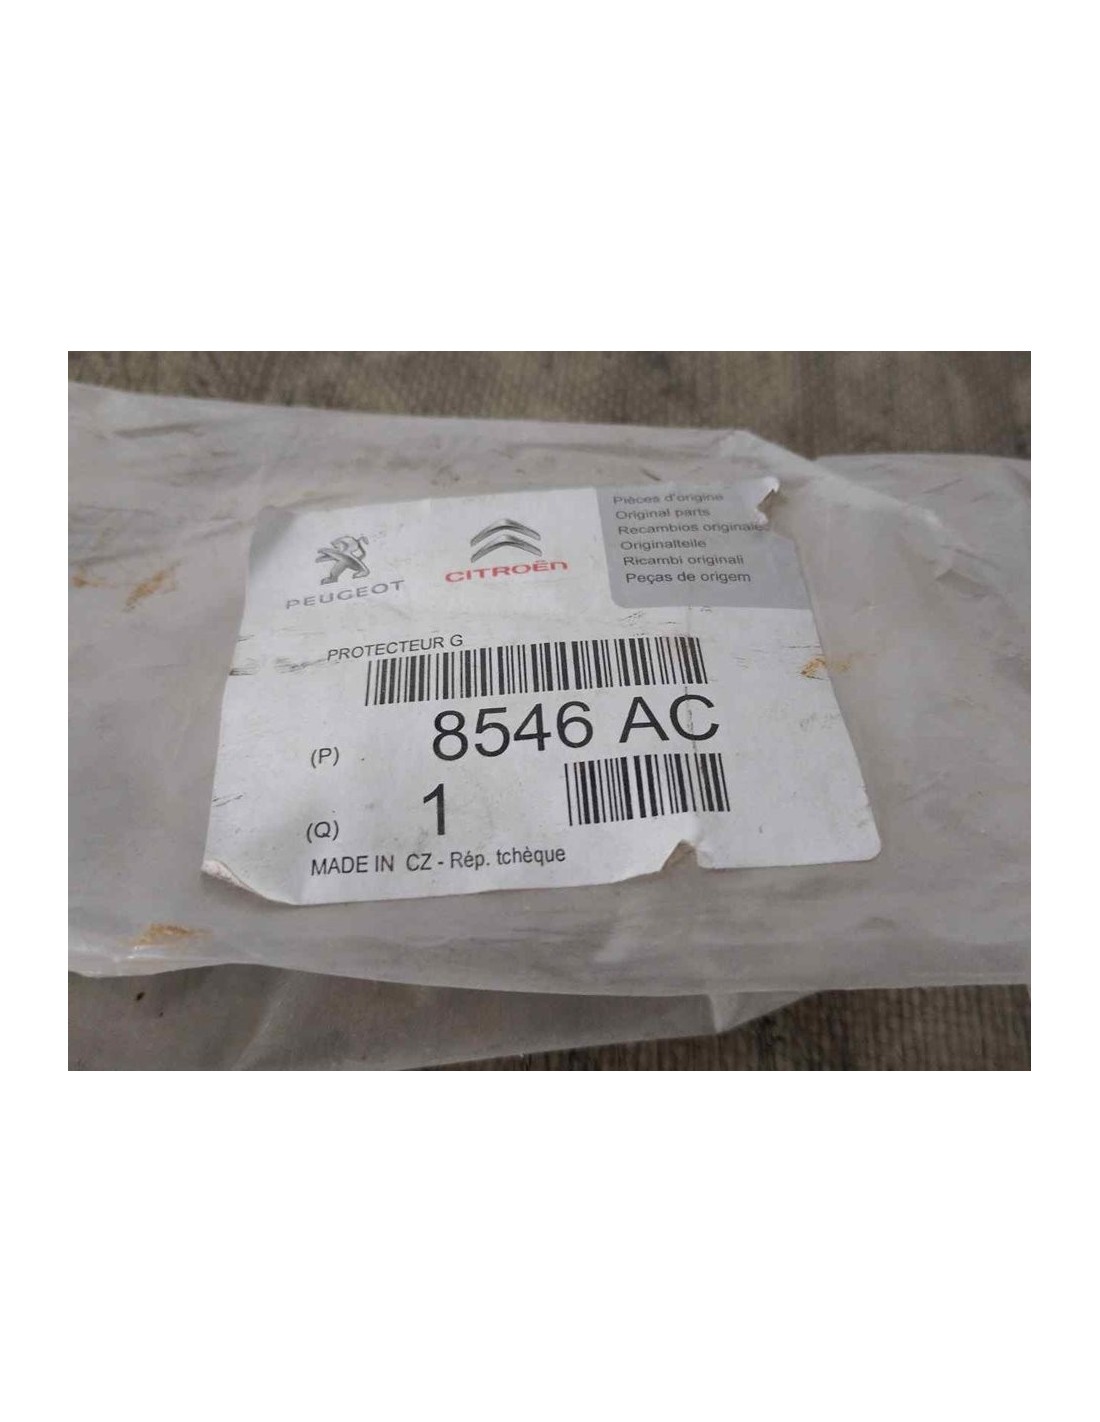 PEUGEOT
CITROËN
Pièces d'origine
Original parts
Recambios originales
Originalteile
Ricambi originali
Peças de origem
PROTECTEUR G
(P) 8546 AC
(Q) 1
MADE IN CZ - Rép. tchèque